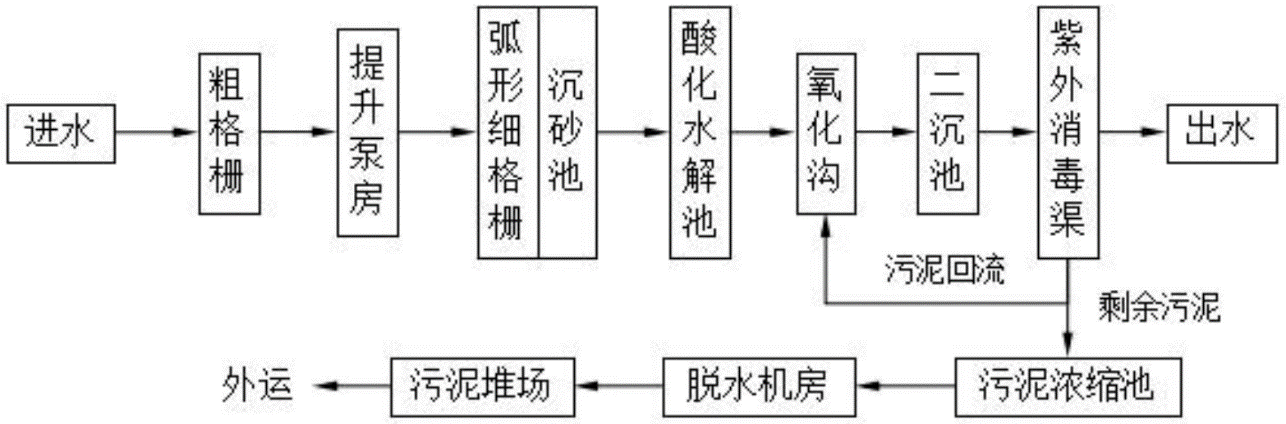 进水
粗格栅
提升泵房
弧形细格栅
沉砂池
酸化水解池
氧化沟
二沉池
紫外消毒渠
出水
污泥回流
剩余污泥
外运
污泥堆场
脱水机房
污泥浓缩池